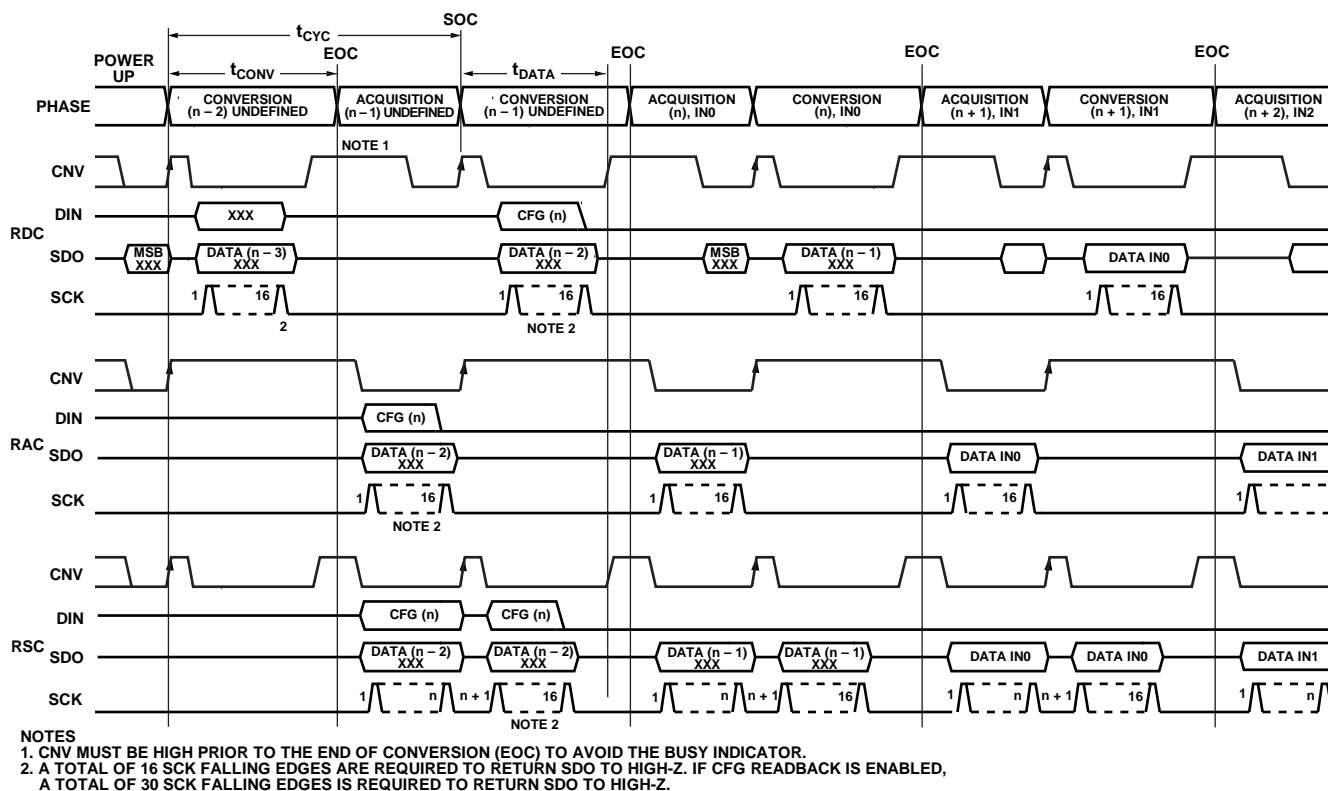 SOC
tCYC
EOC EOC EOC EOC
POWER UP
tCONV tDATA
PHASE
CONVERSION (n – 2) UNDEFINED
ACQUISITION (n – 1) UNDEFINED
CONVERSION (n – 1) UNDEFINED
ACQUISITION (n), IN0
CONVERSION (n), IN0
ACQUISITION (n + 1), IN1
CONVERSION (n + 1), IN1
ACQUISITION (n + 2), IN2
NOTE 1
CNV
DIN XXX CFG (n)
RDC
SDO MSB XXX DATA (n – 3) XXX DATA (n – 2) XXX MSB XXX DATA (n – 1) XXX DATA IN0
SCK 1 16 1 16 1 16 1 16
2 NOTE 2
CNV
DIN CFG (n)
RAC
SDO DATA (n – 2) XXX DATA (n – 1) XXX DATA IN0 DATA IN1
SCK 1 16 1 16 1 16 1
NOTE 2
CNV
DIN CFG (n) CFG (n)
RSC
SDO DATA (n – 2) XXX DATA (n – 2) XXX DATA (n – 1) XXX DATA (n – 1) XXX DATA IN0 DATA IN0 DATA IN1
SCK 1 n n + 1 16 1 n n + 1 16 1 n n + 1 16 1 n
NOTE 2
NOTES
1. CNV MUST BE HIGH PRIOR TO THE END OF CONVERSION (EOC) TO AVOID THE BUSY INDICATOR.
2. A TOTAL OF 16 SCK FALLING EDGES ARE REQUIRED TO RETURN SDO TO HIGH-Z. IF CFG READBACK IS ENABLED,
A TOTAL OF 30 SCK FALLING EDGES IS REQUIRED TO RETURN SDO TO HIGH-Z.